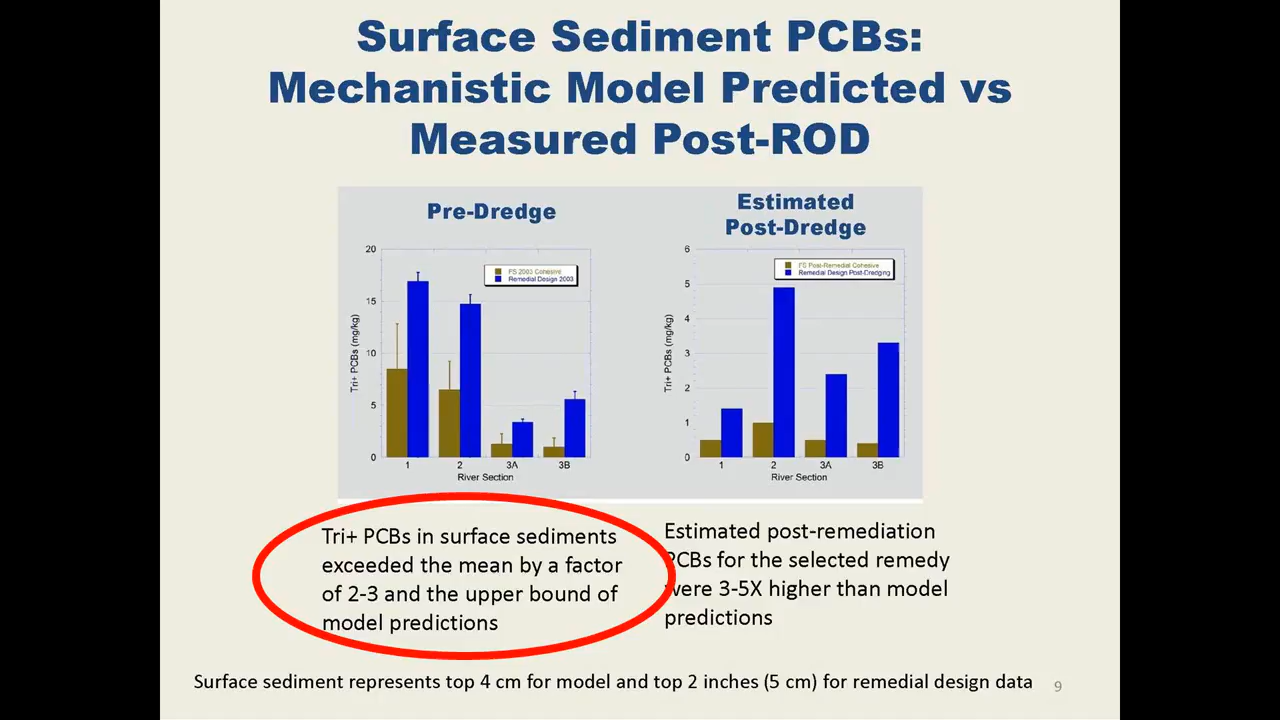 Surface Sediment PCBs:
Mechanistic Model Predicted vs
Measured Post-ROD
Pre-Dredge
20
15
10
5
0
Tri+ PCBs (mg/kg)
FS 2003 Cohesive
Remedial Design 2003
1 2 3A 3B
River Section
Estimated
Post-Dredge
6
5
4
3
2
1
0
Tri+ PCBs (mg/kg)
FS Post-Remedial Cohesive
Remedial Design Post-Dredging
1 2 3A 3B
River Section
Tri+ PCBs in surface sediments
exceeded the mean by a factor
of 2-3 and the upper bound of
model predictions
Estimated post-remediation
PCBs for the selected remedy
were 3-5X higher than model
predictions
Surface sediment represents top 4 cm for model and top 2 inches (5 cm) for remedial design data
9